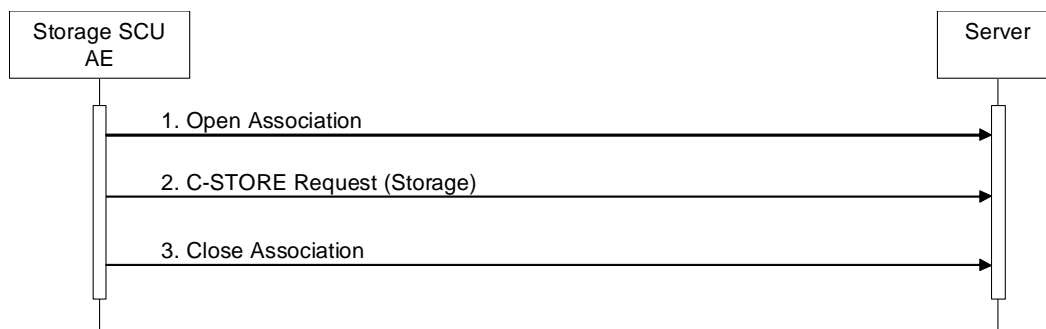 Storage SCU
AE
Server
1. Open Association
2. C-STORE Request (Storage)
3. Close Association